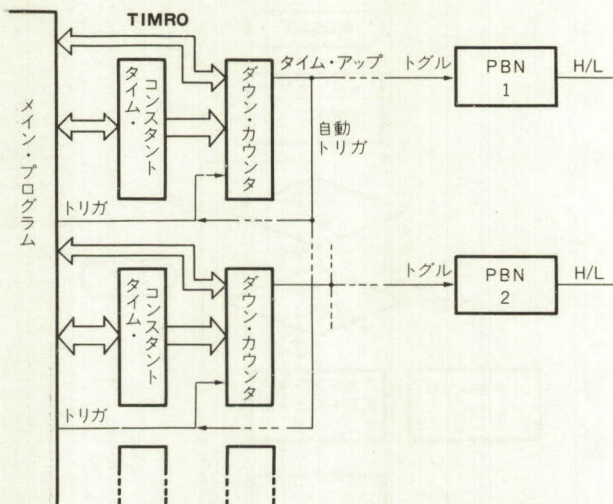 TIMRO
メイン・プログラム
タイム・
コンスタント
ダウン・カウンタ
タイム・アップ
トグル
PBN
1
H/L
自動
トリガ
トリガ
タイム・
コンスタント
ダウン・カウンタ
トグル
PBN
2
H/L
トリガ